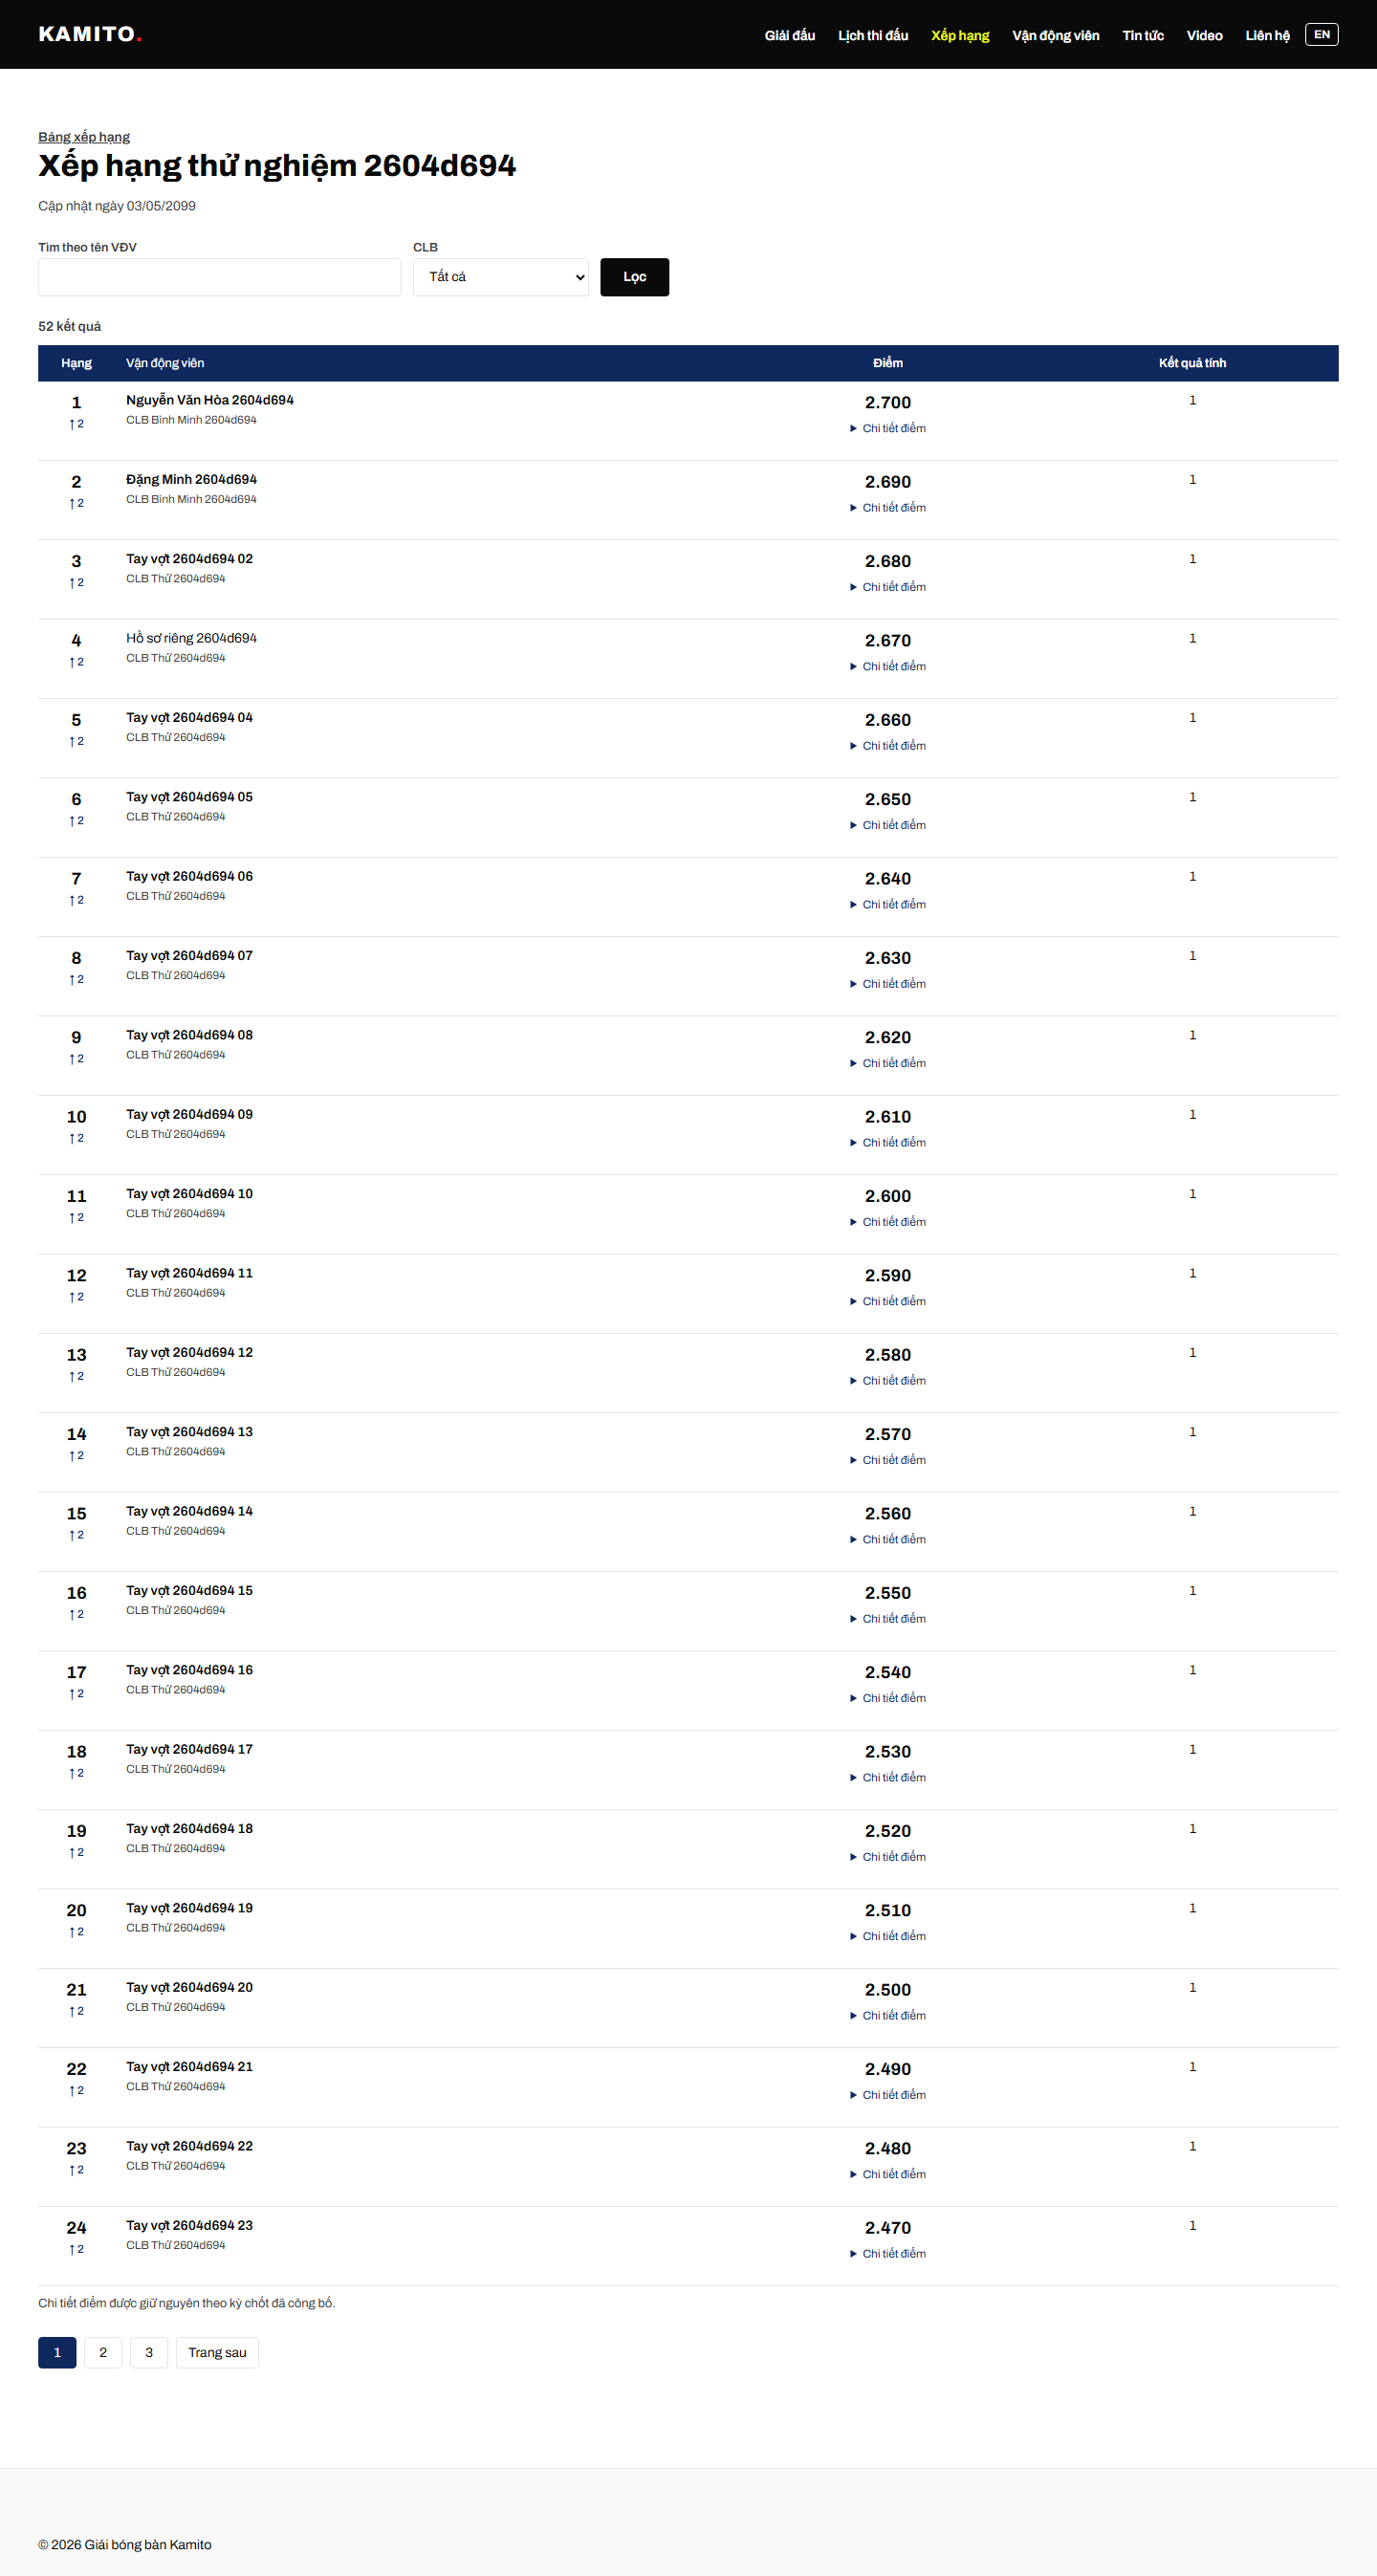 KAMITO.
Giải đấu Lịch thi đấu Xếp hạng Vận động viên Tin tức Video Liên hệ EN
Bảng xếp hạng
Xếp hạng thử nghiệm 2604d694
Cập nhật ngày 03/05/2099
Tìm theo tên VĐV CLB
Tất cả Lọc
52 kết quả
Hạng Vận động viên Điểm Kết quả tính
1 Nguyễn Văn Hòa 2604d694 2.700 1
↑2 CLB Bình Minh 2604d694 ▶ Chi tiết điểm
2 Đặng Minh 2604d694 2.690 1
↑2 CLB Bình Minh 2604d694 ▶ Chi tiết điểm
3 Tay vợt 2604d694 02 2.680 1
↑2 CLB Thử 2604d694 ▶ Chi tiết điểm
4 Hồ sơ riêng 2604d694 2.670 1
↑2 CLB Thử 2604d694 ▶ Chi tiết điểm
5 Tay vợt 2604d694 04 2.660 1
↑2 CLB Thử 2604d694 ▶ Chi tiết điểm
6 Tay vợt 2604d694 05 2.650 1
↑2 CLB Thử 2604d694 ▶ Chi tiết điểm
7 Tay vợt 2604d694 06 2.640 1
↑2 CLB Thử 2604d694 ▶ Chi tiết điểm
8 Tay vợt 2604d694 07 2.630 1
↑2 CLB Thử 2604d694 ▶ Chi tiết điểm
9 Tay vợt 2604d694 08 2.620 1
↑2 CLB Thử 2604d694 ▶ Chi tiết điểm
10 Tay vợt 2604d694 09 2.610 1
↑2 CLB Thử 2604d694 ▶ Chi tiết điểm
11 Tay vợt 2604d694 10 2.600 1
↑2 CLB Thử 2604d694 ▶ Chi tiết điểm
12 Tay vợt 2604d694 11 2.590 1
↑2 CLB Thử 2604d694 ▶ Chi tiết điểm
13 Tay vợt 2604d694 12 2.580 1
↑2 CLB Thử 2604d694 ▶ Chi tiết điểm
14 Tay vợt 2604d694 13 2.570 1
↑2 CLB Thử 2604d694 ▶ Chi tiết điểm
15 Tay vợt 2604d694 14 2.560 1
↑2 CLB Thử 2604d694 ▶ Chi tiết điểm
16 Tay vợt 2604d694 15 2.550 1
↑2 CLB Thử 2604d694 ▶ Chi tiết điểm
17 Tay vợt 2604d694 16 2.540 1
↑2 CLB Thử 2604d694 ▶ Chi tiết điểm
18 Tay vợt 2604d694 17 2.530 1
↑2 CLB Thử 2604d694 ▶ Chi tiết điểm
19 Tay vợt 2604d694 18 2.520 1
↑2 CLB Thử 2604d694 ▶ Chi tiết điểm
20 Tay vợt 2604d694 19 2.510 1
↑2 CLB Thử 2604d694 ▶ Chi tiết điểm
21 Tay vợt 2604d694 20 2.500 1
↑2 CLB Thử 2604d694 ▶ Chi tiết điểm
22 Tay vợt 2604d694 21 2.490 1
↑2 CLB Thử 2604d694 ▶ Chi tiết điểm
23 Tay vợt 2604d694 22 2.480 1
↑2 CLB Thử 2604d694 ▶ Chi tiết điểm
24 Tay vợt 2604d694 23 2.470 1
↑2 CLB Thử 2604d694 ▶ Chi tiết điểm
Chi tiết điểm được giữ nguyên theo kỳ chốt đã công bố.
1 2 3 Trang sau
© 2026 Giải bóng bàn Kamito